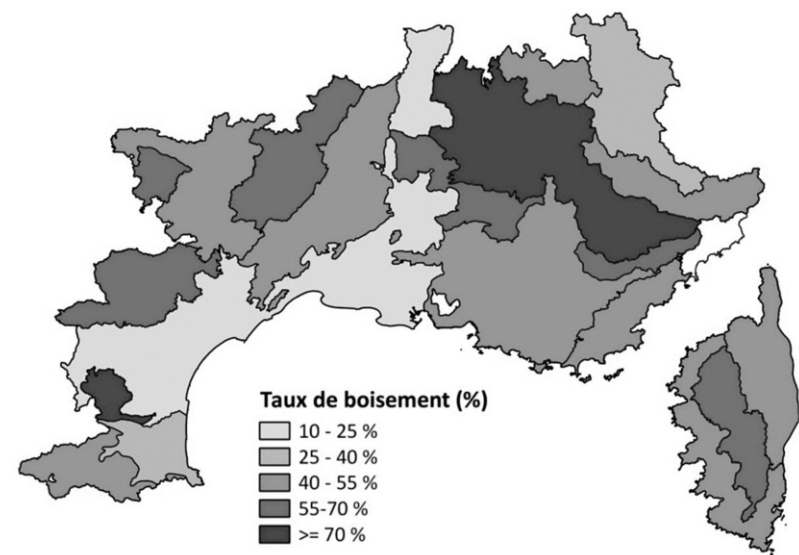 Taux de boisement (%)
10 - 25 %
25 - 40 %
40 - 55 %
55-70 %
>= 70 %